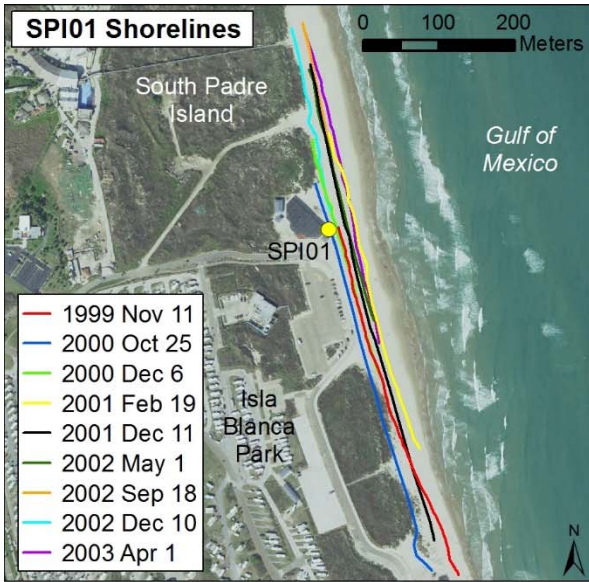 SPI01 Shorelines
0 100 200
Meters
South Padre
Island
Gulf of
Mexico
SPI01
1999 Nov 11
2000 Oct 25
2000 Dec 6
2001 Feb 19
2001 Dec 11
2002 May 1
2002 Sep 18
2002 Dec 10
2003 Apr 1
Isla
Blanca
Park
N